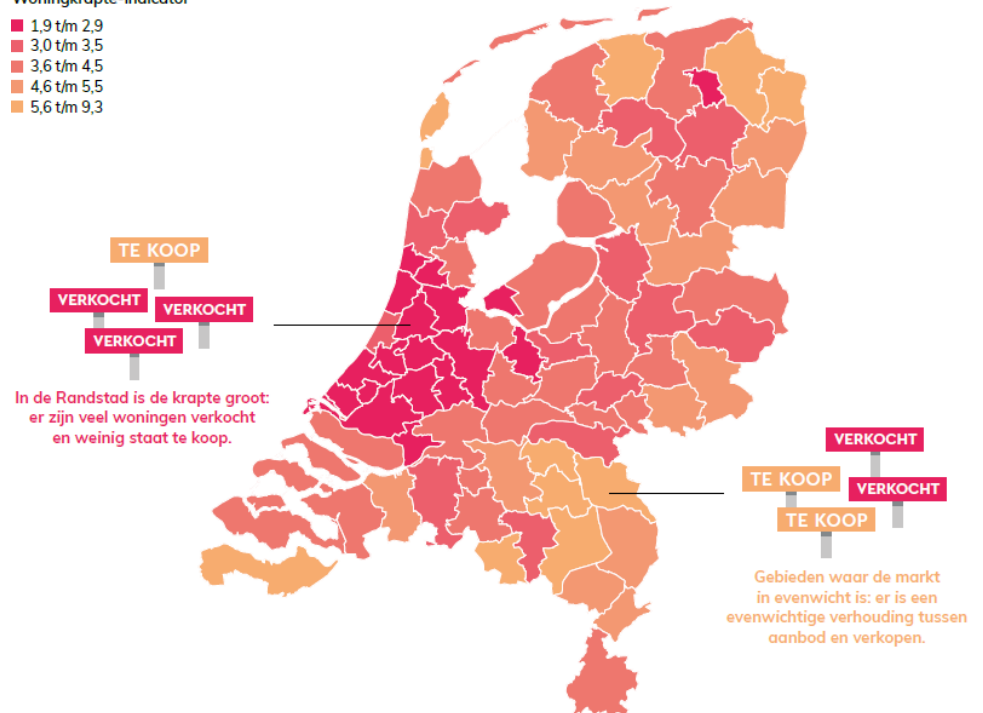 Woningkrapte-indicator
1,9 t/m 2,9
3,0 t/m 3,5
3,6 t/m 4,5
4,6 t/m 5,5
5,6 t/m 9,3
TE KOOP
VERKOCHT
VERKOCHT
VERKOCHT
In de Randstad is de krapte groot:
er zijn veel woningen verkocht
en weinig staat te koop.
VERKOCHT
TE KOOP
VERKOCHT
TE KOOP
Gebieden waar de markt
in evenwicht is: er is een
evenwichtige verhouding tussen
aanbod en verkopen.